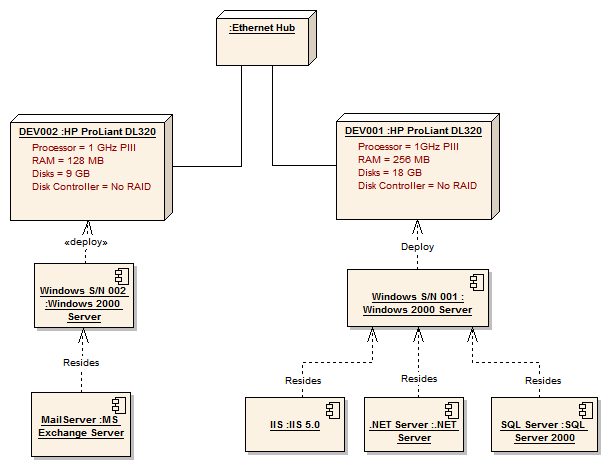 :Ethernet Hub
DEV002 :HP ProLiant DL320
Processor = 1 GHz PIII
RAM = 128 MB
Disks = 9 GB
Disk Controller = No RAID
DEV001 :HP ProLiant DL320
Processor = 1GHz PIII
RAM = 256 MB
Disks = 18 GB
Disk Controller = No RAID
«deploy»
Deploy
Windows S/N 002
:Windows 2000
Server
Windows S/N 001 :
Windows 2000 Server
Resides
Resides
Resides
Resides
MailServer :MS
Exchange Server
IIS :IIS 5.0
.NET Server :.NET
Server
SQL Server :SQL
Server 2000